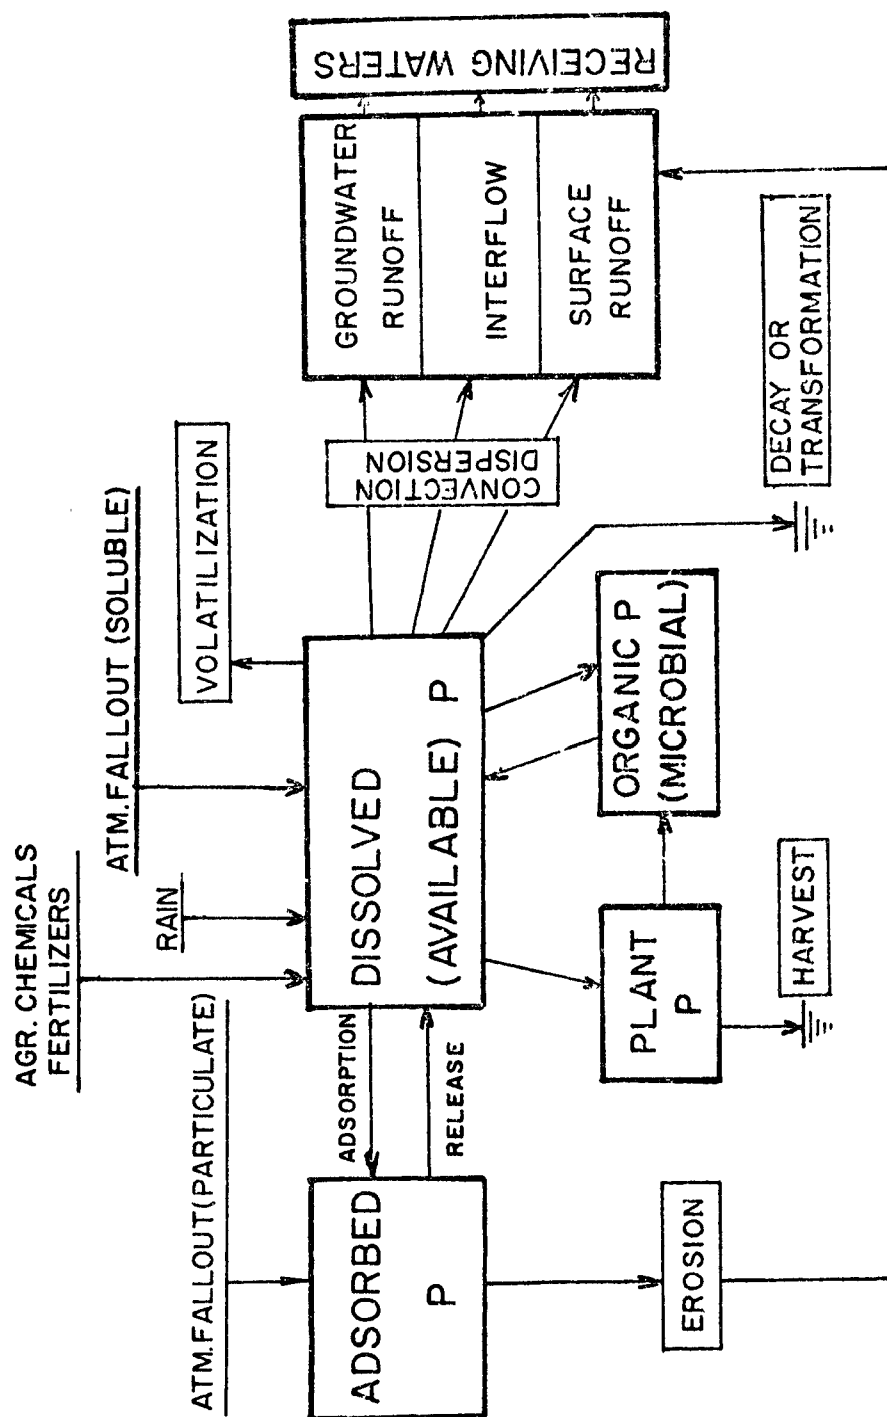 AGR. CHEMICALS
FERTILIZERS
ATM.FALLOUT(PARTICULATE)
RAIN
ATM.FALLOUT (SOLUBLE)
VOLATILIZATION
ADSORBED
P
ADSORPTION
RELEASE
DISSOLVED
(AVAILABLE) P
CONVECTION
DISPERSION
GROUNDWATER
RUNOFF
INTERFLOW
SURFACE
RUNOFF
RECEIVING WATERS
EROSION
PLANT
P
HARVEST
ORGANIC P
(MICROBIAL)
DECAY OR
TRANSFORMATION